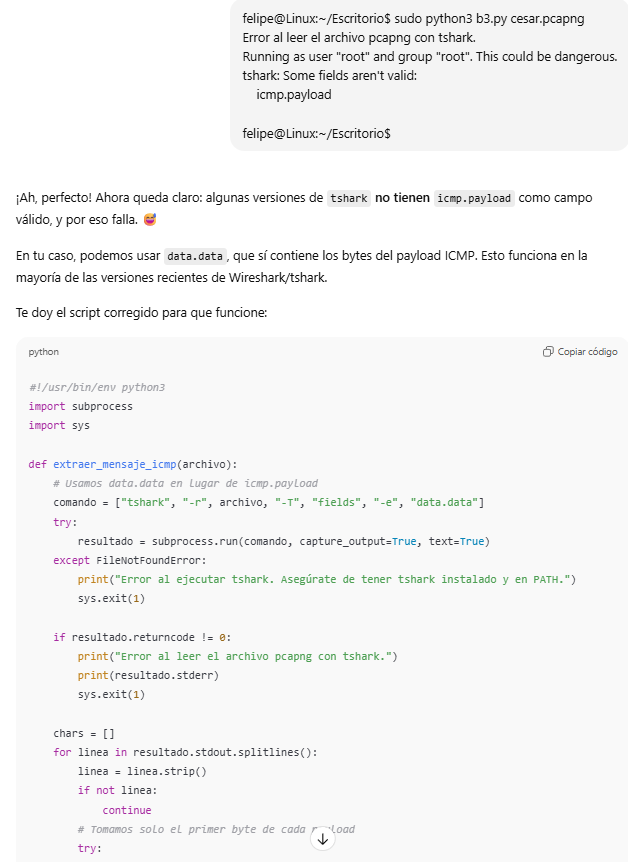 felipe@Linux:~/Escritorio$ sudo python3 b3.py cesar.pcapng
Error al leer el archivo pcapng con tshark.
Running as user "root" and group "root". This could be dangerous.
tshark: Some fields aren't valid:
    icmp.payload
felipe@Linux:~/Escritorio$
¡Ah, perfecto! Ahora queda claro: algunas versiones de tshark no tienen icmp.payload como campo
válido, y por eso falla. 😅
En tu caso, podemos usar data.data, que sí contiene los bytes del payload ICMP. Esto funciona en la
mayoría de las versiones recientes de Wireshark/tshark.
Te doy el script corregido para que funcione:
python
Copiar código
#!/usr/bin/env python3
import subprocess
import sys
def extraer_mensaje_icmp(archivo):
    # Usamos data.data en lugar de icmp.payload
    comando = ["tshark", "-r", archivo, "-T", "fields", "-e", "data.data"]
    try:
        resultado = subprocess.run(comando, capture_output=True, text=True)
    except FileNotFoundError:
        print("Error al ejecutar tshark. Asegúrate de tener tshark instalado y en PATH.")
        sys.exit(1)
    if resultado.returncode != 0:
        print("Error al leer el archivo pcapng con tshark.")
        print(resultado.stderr)
        sys.exit(1)
    chars = []
    for linea in resultado.stdout.splitlines():
        linea = linea.strip()
        if not linea:
            continue
        # Tomamos solo el primer byte de cada
        try: